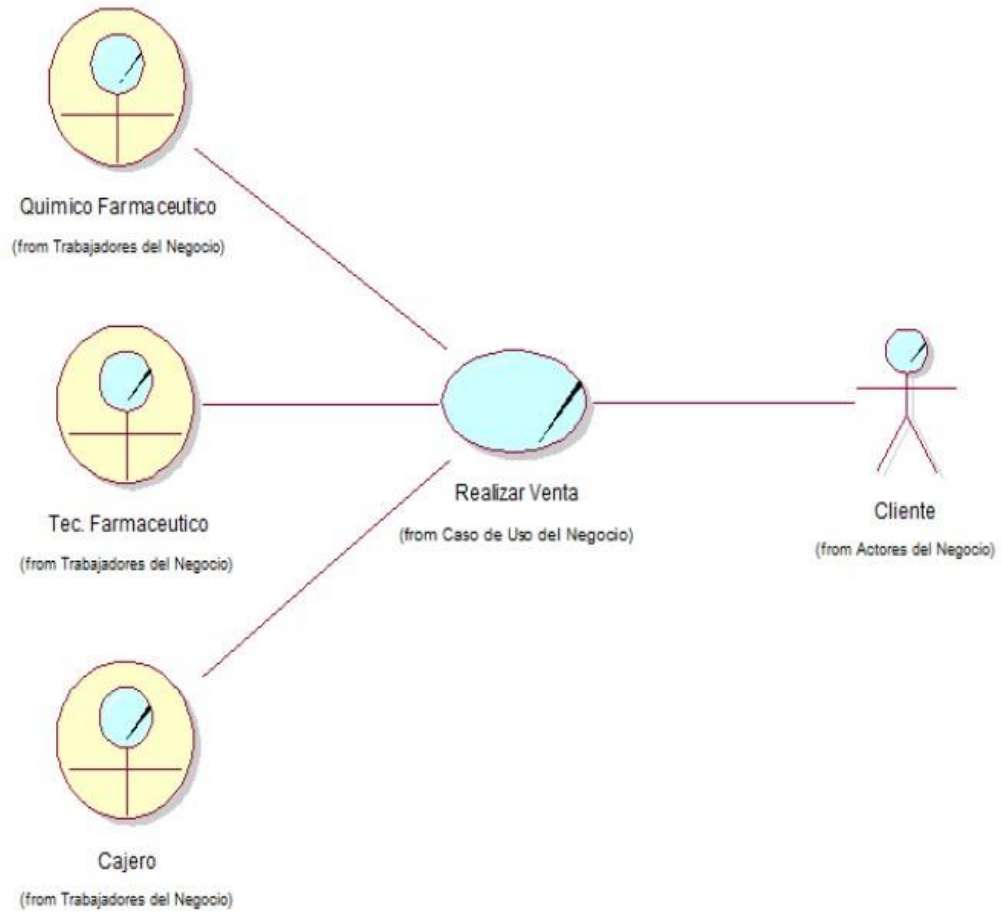 Quimico Farmaceutico
(from Trabajadores del Negocio)
Tec. Farmaceutico
(from Trabajadores del Negocio)
Realizar Venta
(from Caso de Uso del Negocio)
Cliente
(from Actores del Negocio)
Cajero
(from Trabajadores del Negocio)